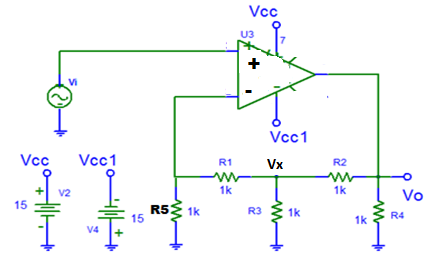 Vcc
U3
7
+
-
Vi
Vcc1
Vcc
Vcc1
R1
Vx
R2
1k
1k
Vo
+
15
V2
-
-
15
V4
+
R5
1k
R3
1k
1k
R4